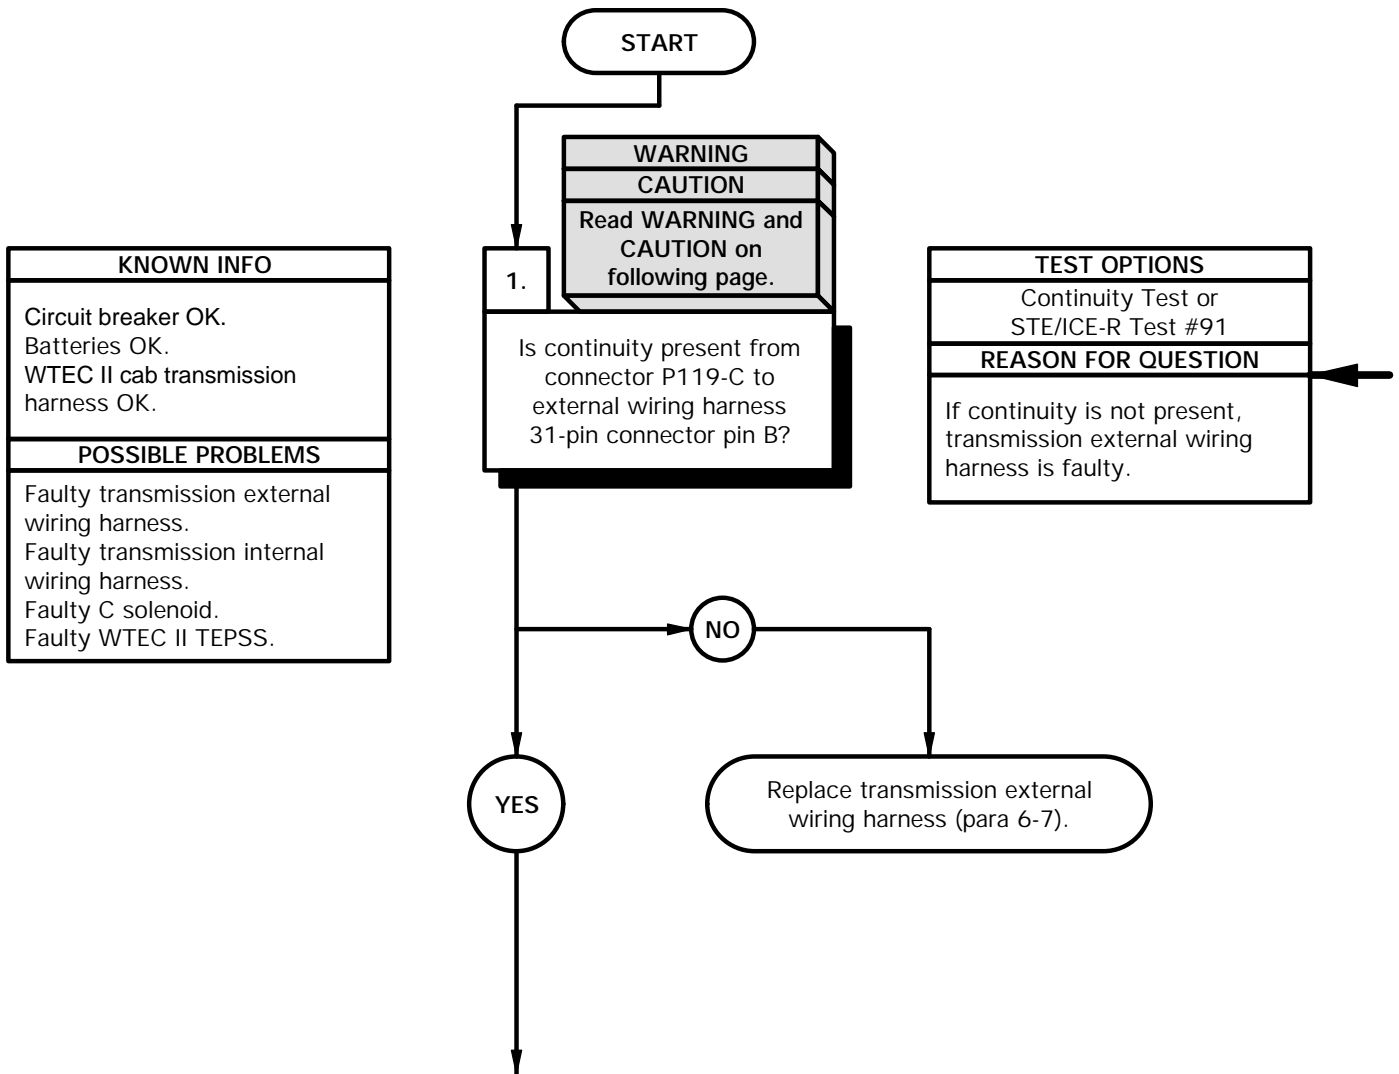 START
WARNING
CAUTION
Read WARNING and
CAUTION on
following page.
KNOWN INFO
Circuit breaker OK.
Batteries OK.
WTEC II cab transmission
harness OK.
POSSIBLE PROBLEMS
Faulty transmission external
wiring harness.
Faulty transmission internal
wiring harness.
Faulty C solenoid.
Faulty WTEC II TEPSS.
1.
Is continuity present from
connector P119-C to
external wiring harness
31-pin connector pin B?
TEST OPTIONS
Continuity Test or
STE/ICE-R Test #91
REASON FOR QUESTION
If continuity is not present,
transmission external wiring
harness is faulty.
NO
YES
Replace transmission external
wiring harness (para 6-7).